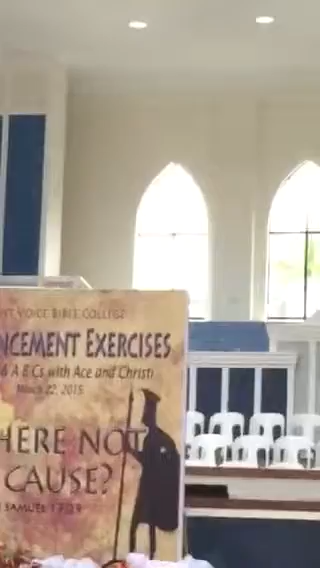 NT VOICE BIBLE COLLEGE
NCEMENT EXERCISES
& A B Cs with Ace and Christi
March 22, 2015
HERE NOT
CAUSE?
SAMUEL 17:29